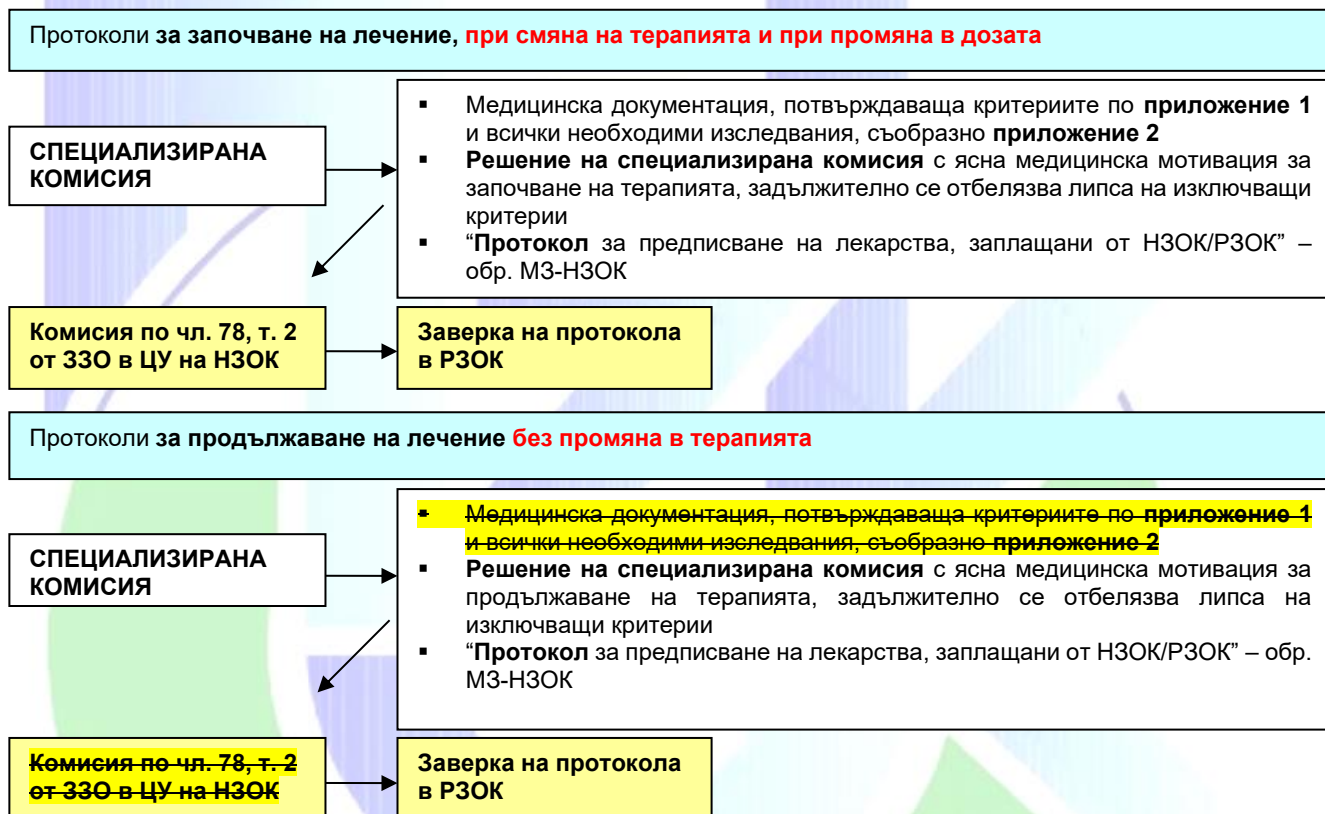 Протоколи за започване на лечение, при смяна на терапията и при промяна в дозата
СПЕЦИАЛИЗИРАНА
КОМИСИЯ
▪ Медицинска документация, потвърждаваща критериите по приложение 1
и всички необходими изследвания, съобразно приложение 2
▪ Решение на специализирана комисия с ясна медицинска мотивация за
започване на терапията, задължително се отбелязва липса на изключващи
критерии
▪ “Протокол за предписване на лекарства, заплащани от НЗОК/РЗОК” –
обр. МЗ-НЗОК
Комисия по чл. 78, т. 2
от ЗЗО в ЦУ на НЗОК
Заверка на протокола
в РЗОК
Протоколи за продължаване на лечение без промяна в терапията
СПЕЦИАЛИЗИРАНА
КОМИСИЯ
▪ Медицинска документация, потвърждаваща критериите по приложение 1
и всички необходими изследвания, съобразно приложение 2
▪ Решение на специализирана комисия с ясна медицинска мотивация за
продължаване на терапията, задължително се отбелязва липса на
изключващи критерии
▪ “Протокол за предписване на лекарства, заплащани от НЗОК/РЗОК” – обр.
МЗ-НЗОК
Комисия по чл. 78, т. 2
от ЗЗО в ЦУ на НЗОК
Заверка на протокола
в РЗОК